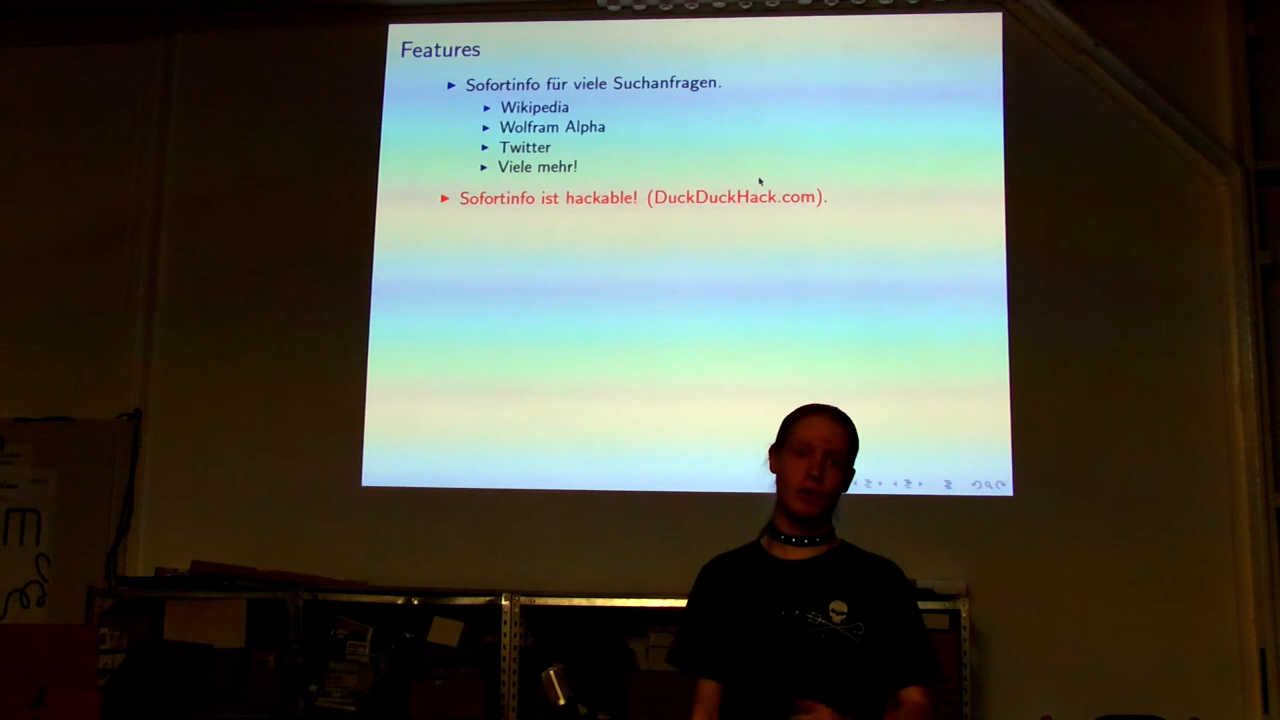 Features
Sofortinfo für viele Suchanfragen.
Wikipedia
Wolfram Alpha
Twitter
Viele mehr!
Sofortinfo ist hackable! (DuckDuckHack.com).